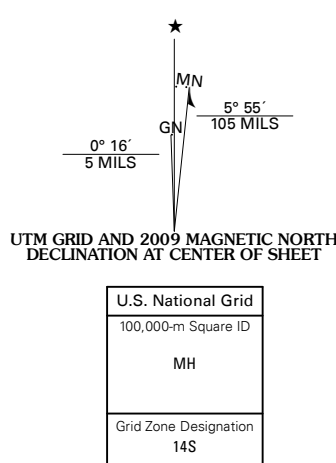 ★
MN
GN
5° 55´
105 MILS
0° 16´
5 MILS
UTM GRID AND 2009 MAGNETIC NORTH
DECLINATION AT CENTER OF SHEET
U.S. National Grid
100,000-m Square ID
MH
Grid Zone Designation
14S